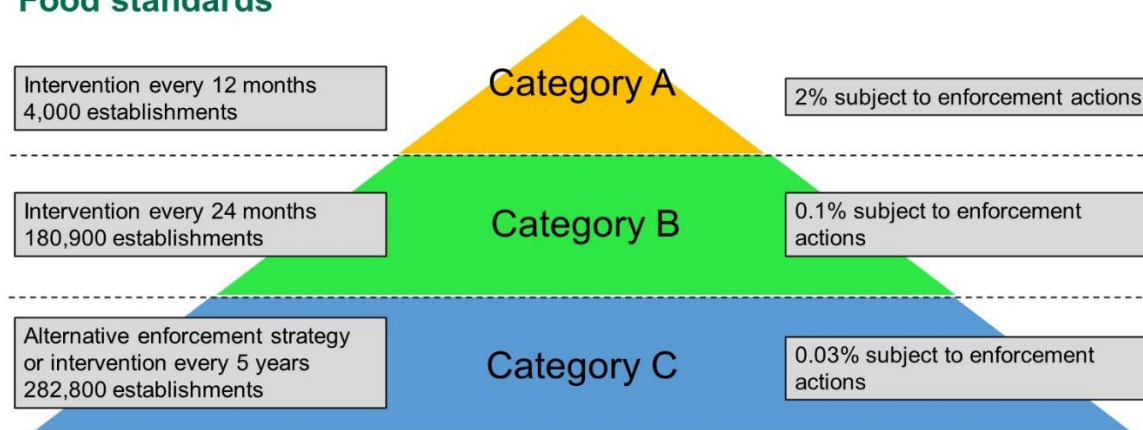 Food standards
Intervention every 12 months
4,000 establishments
Category A
2% subject to enforcement actions
Intervention every 24 months
180,900 establishments
Category B
0.1% subject to enforcement
actions
Alternative enforcement strategy
or intervention every 5 years
282,800 establishments
Category C
0.03% subject to enforcement
actions